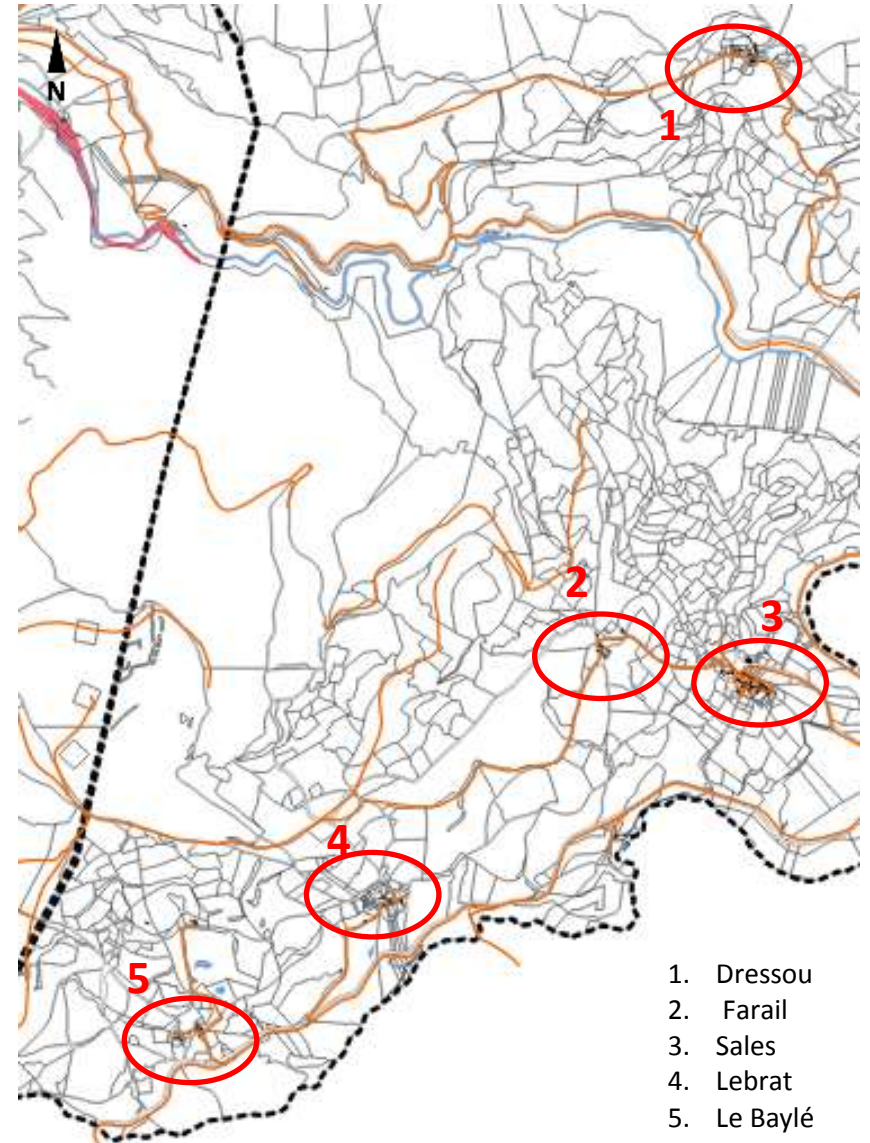 N
1
2
3
4
5
1. Dressou
2. Farail
3. Sales
4. Lebrat
5. Le Baylé